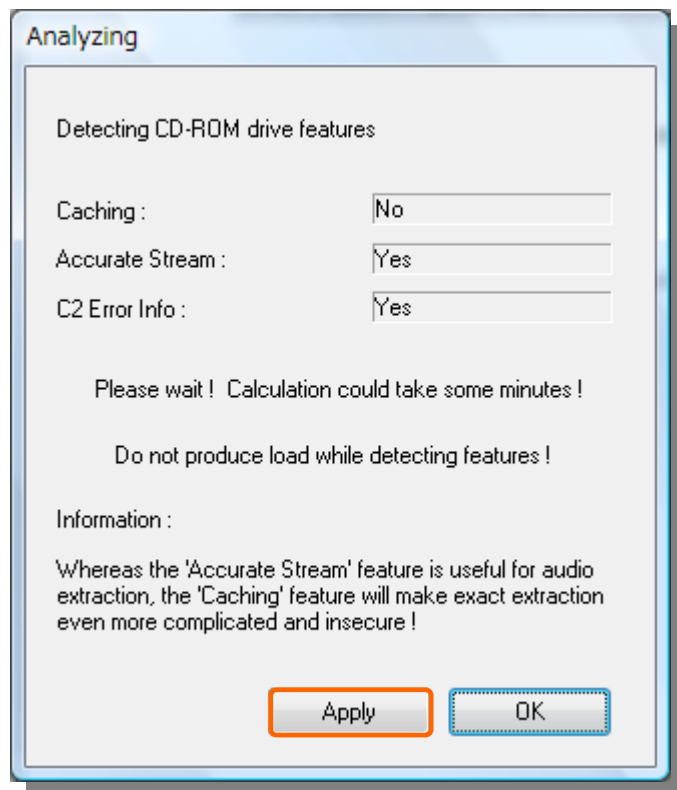 Analyzing
Detecting CD-ROM drive features
Caching : No
Accurate Stream : Yes
C2 Error Info : Yes
Please wait ! Calculation could take some minutes !
Do not produce load while detecting features !
Information :
Whereas the 'Accurate Stream' feature is useful for audio
extraction, the 'Caching' feature will make exact extraction
even more complicated and insecure !
Apply OK